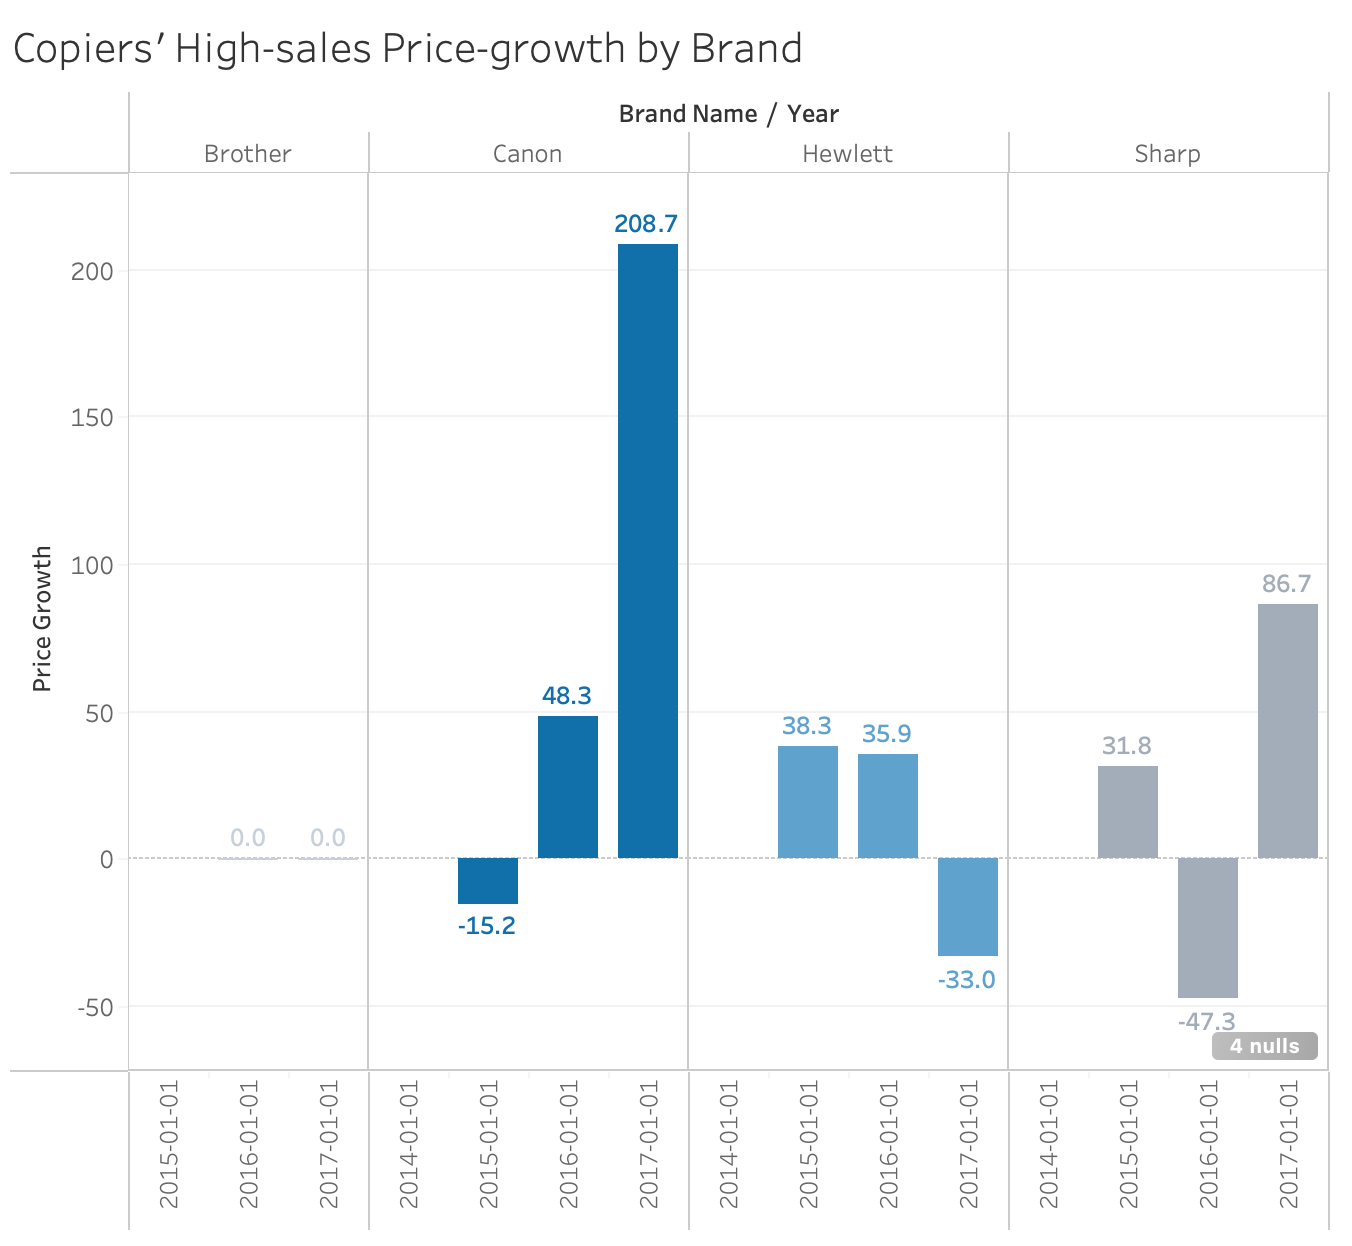 Copiers’ High-sales Price-growth by Brand
Brand Name / Year
Brother Canon Hewlett Sharp
Price Growth
200
150
100
50
0
-50
0.0 0.0
-15.2 48.3 208.7
38.3 35.9 -33.0
31.8 -47.3 86.7
4 nulls
2015-01-01 2016-01-01 2017-01-01 2014-01-01 2015-01-01 2016-01-01 2017-01-01 2014-01-01 2015-01-01 2016-01-01 2017-01-01 2014-01-01 2015-01-01 2016-01-01 2017-01-01